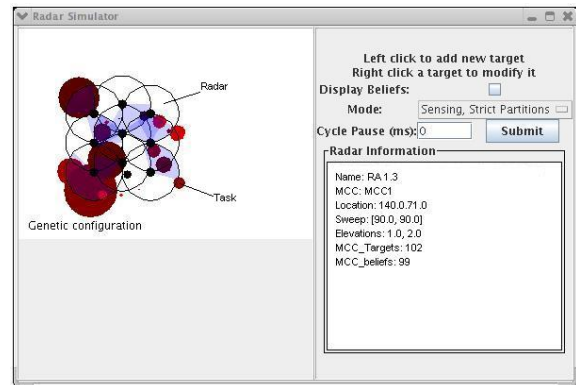 Radar Simulator
Radar
Task
Genetic configuration
Left click to add new target
Right click a target to modify it
Display Beliefs:
Mode: Sensing, Strict Partitions
Cycle Pause (ms): 0 Submit
Radar Information
Name: RA 1.3
MCC: MCC1
Location: 140.0.71.0
Sweep: [90.0, 90.0]
Elevations: 1.0, 2.0
MCC_Targets: 102
MCC_beliefs: 99